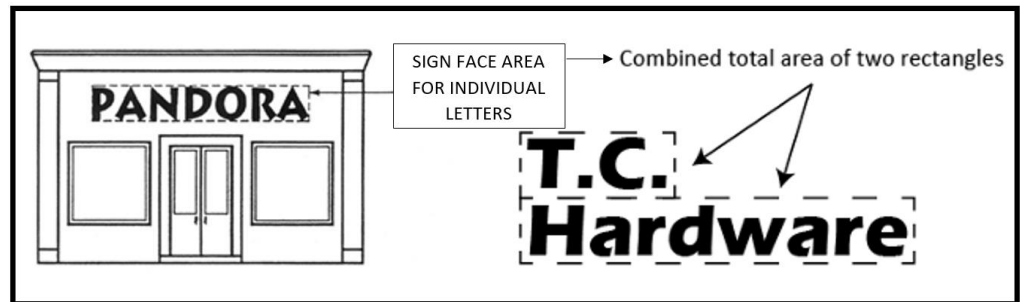 PANDORA
SIGN FACE AREA
FOR INDIVIDUAL
LETTERS
Combined total area of two rectangles
T.C.
Hardware